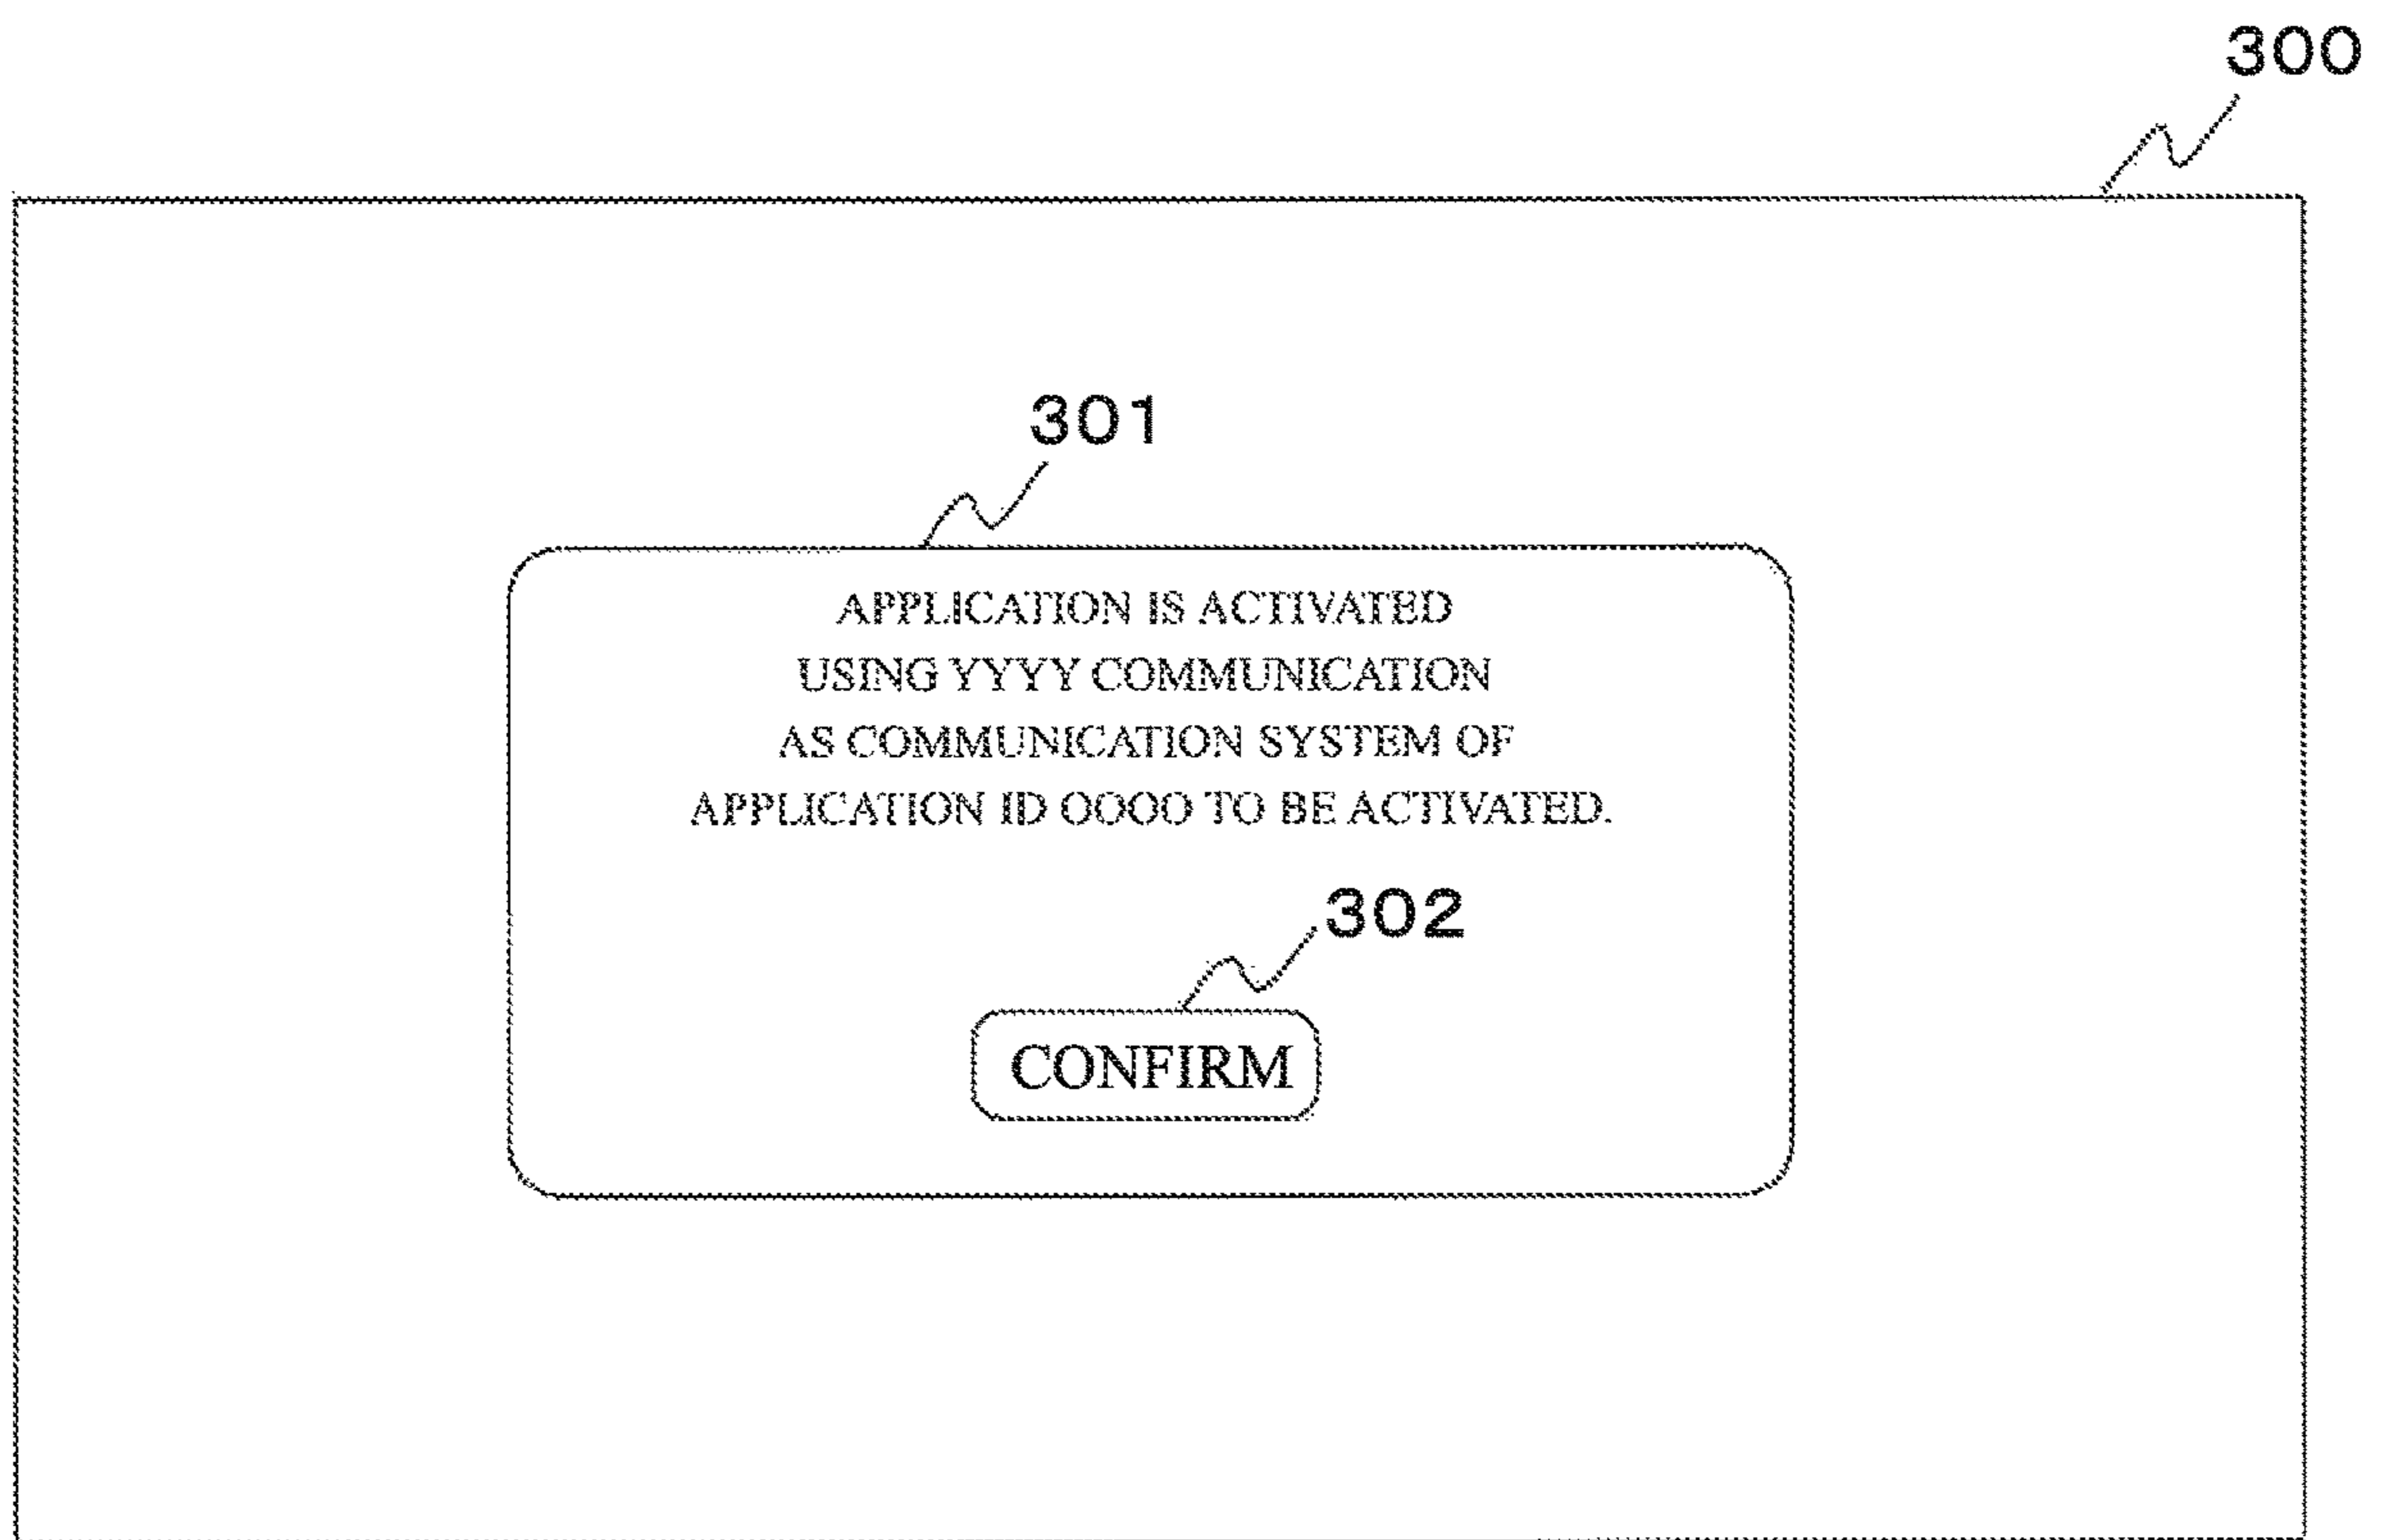 300
301
APPLICATION IS ACTIVATED
USING YYYY COMMUNICATION
AS COMMUNICATION SYSTEM OF
APPLICATION ID OOOO TO BE ACTIVATED.
302
CONFIRM